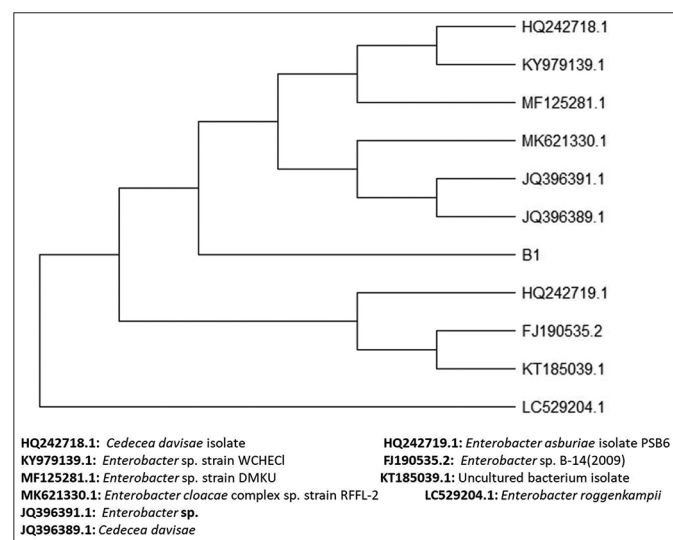 HQ242718.1
KY979139.1
MF125281.1
MK621330.1
JQ396391.1
JQ396389.1
B1
HQ242719.1
FJ190535.2
KT185039.1
LC529204.1
HQ242718.1: Cedecea davisae isolate
KY979139.1: Enterobacter sp. strain WCHECl
MF125281.1: Enterobacter sp. strain DMKU
MK621330.1: Enterobacter cloacae complex sp. strain RFFL-2
JQ396391.1: Enterobacter sp.
JQ396389.1: Cedecea davisae
HQ242719.1: Enterobacter asburiae isolate PSB6
FJ190535.2: Enterobacter sp. B-14(2009)
KT185039.1: Uncultured bacterium isolate
LC529204.1: Enterobacter roggenkampii